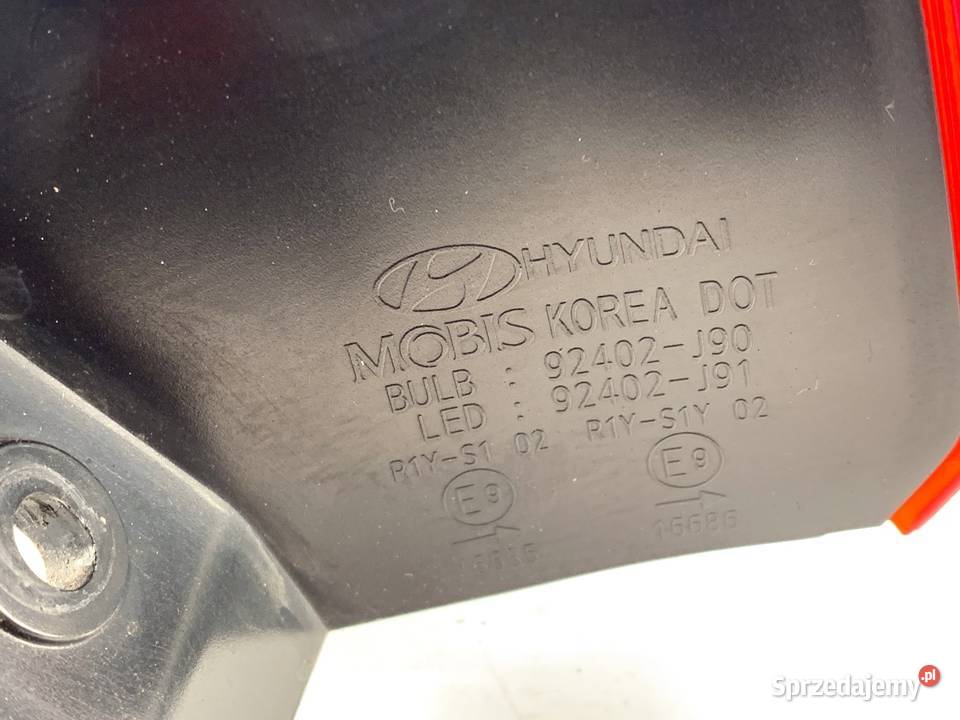 HYUNDAI
MOBIS KOREA DOT
BULB : 92402-J90
LED : 92402-J91
R1Y-S1 02 R1Y-S1Y 02
E9 E9
15686
Sprzedajemy.pl